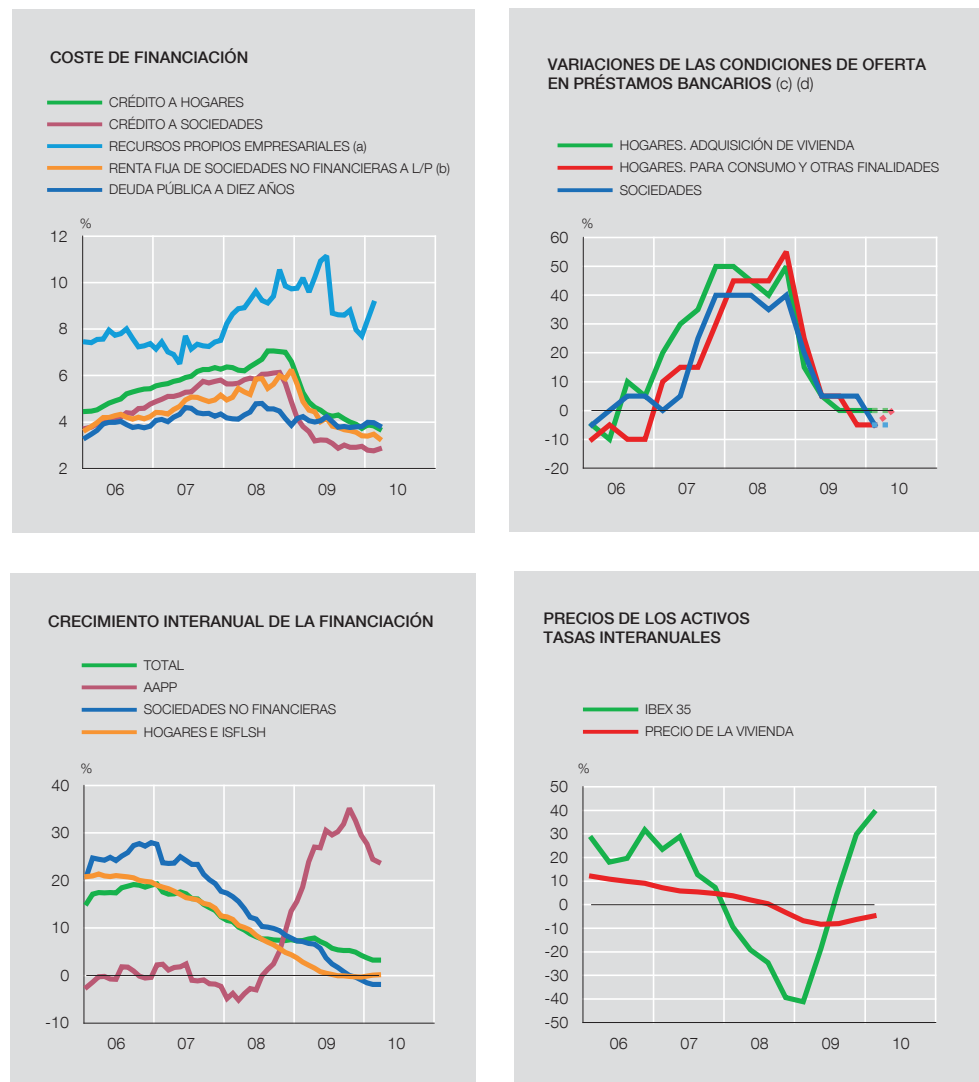 COSTE DE FINANCIACIÓN
CRÉDITO A HOGARES
CRÉDITO A SOCIEDADES
RECURSOS PROPIOS EMPRESARIALES (a)
RENTA FIJA DE SOCIEDADES NO FINANCIERAS A L/P (b)
DEUDA PÚBLICA A DIEZ AÑOS
%
12
10
8
6
4
2
06 07 08 09 10
VARIACIONES DE LAS CONDICIONES DE OFERTA
EN PRÉSTAMOS BANCARIOS (c) (d)
HOGARES. ADQUISICIÓN DE VIVIENDA
HOGARES. PARA CONSUMO Y OTRAS FINALIDADES
SOCIEDADES
%
60
50
40
30
20
10
0
-10
-20
06 07 08 09 10
CRECIMIENTO INTERANUAL DE LA FINANCIACIÓN
TOTAL
AAPP
SOCIEDADES NO FINANCIERAS
HOGARES E ISFLSH
%
40
30
20
10
0
-10
06 07 08 09 10
PRECIOS DE LOS ACTIVOS
TASAS INTERANUALES
IBEX 35
PRECIO DE LA VIVIENDA
%
50
40
30
20
10
0
-10
-20
-30
-40
-50
06 07 08 09 10